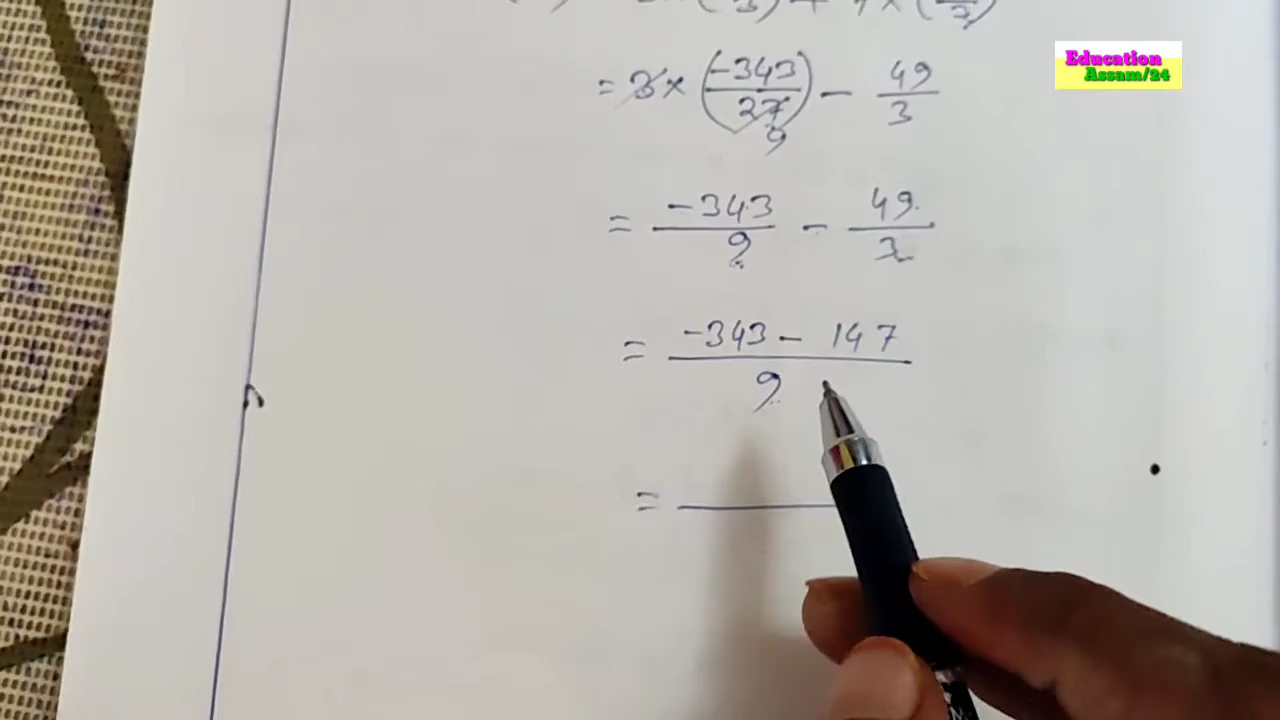 = 3 × (-343/27) - 49/3
9
Education
Assam/24
= -343/9 - 49/3
= -343 - 147 / 9
=